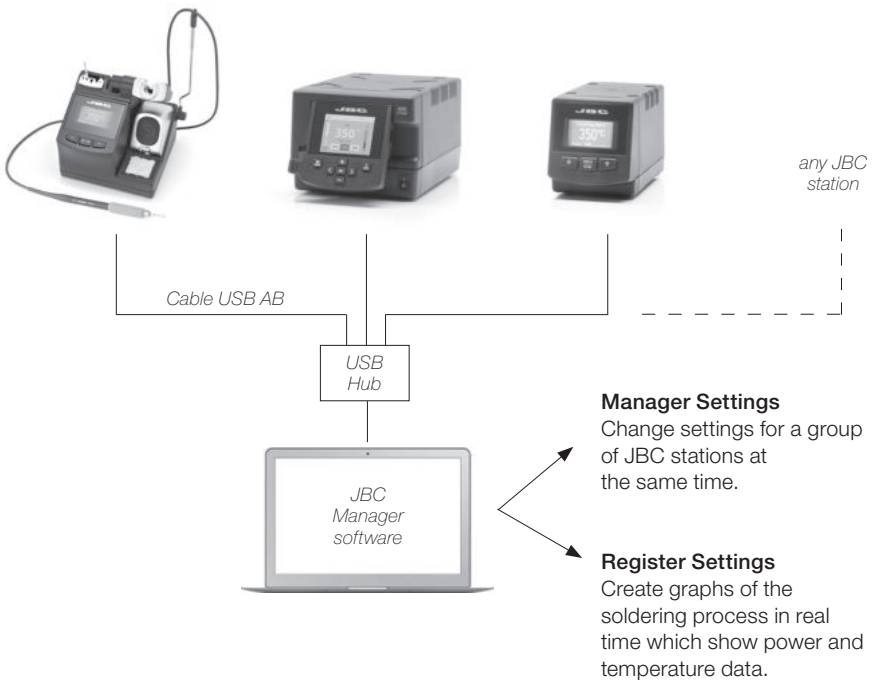 JBC
350°C
JBC
350
JBC
350°C
any JBC
station
Cable USB AB
USB
Hub
JBC
Manager
software
Manager Settings
Change settings for a group
of JBC stations at
the same time.
Register Settings
Create graphs of the
soldering process in real
time which show power and
temperature data.